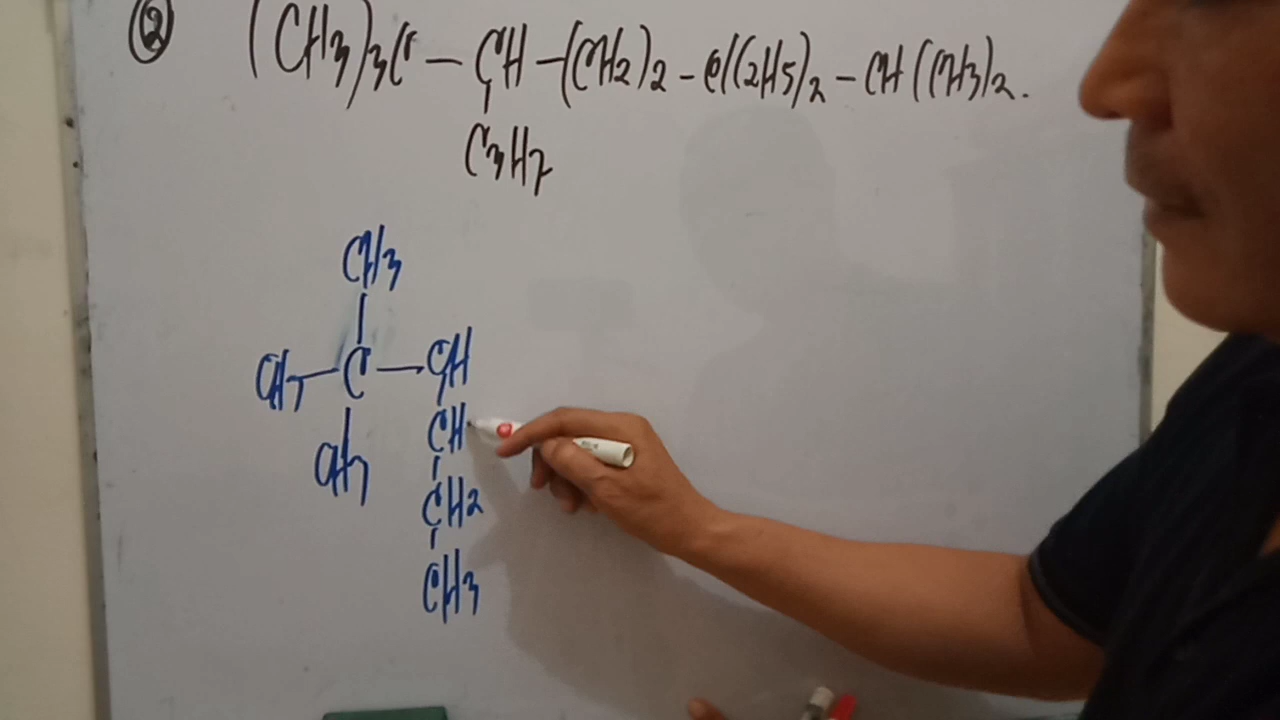 ② (CH3)3C - CH - (CH2)2 - C(C2H5)2 - CH(CH3)2.
C3H7
CH3
CH3 - C - CH
CH
CH3
CH2
CH3